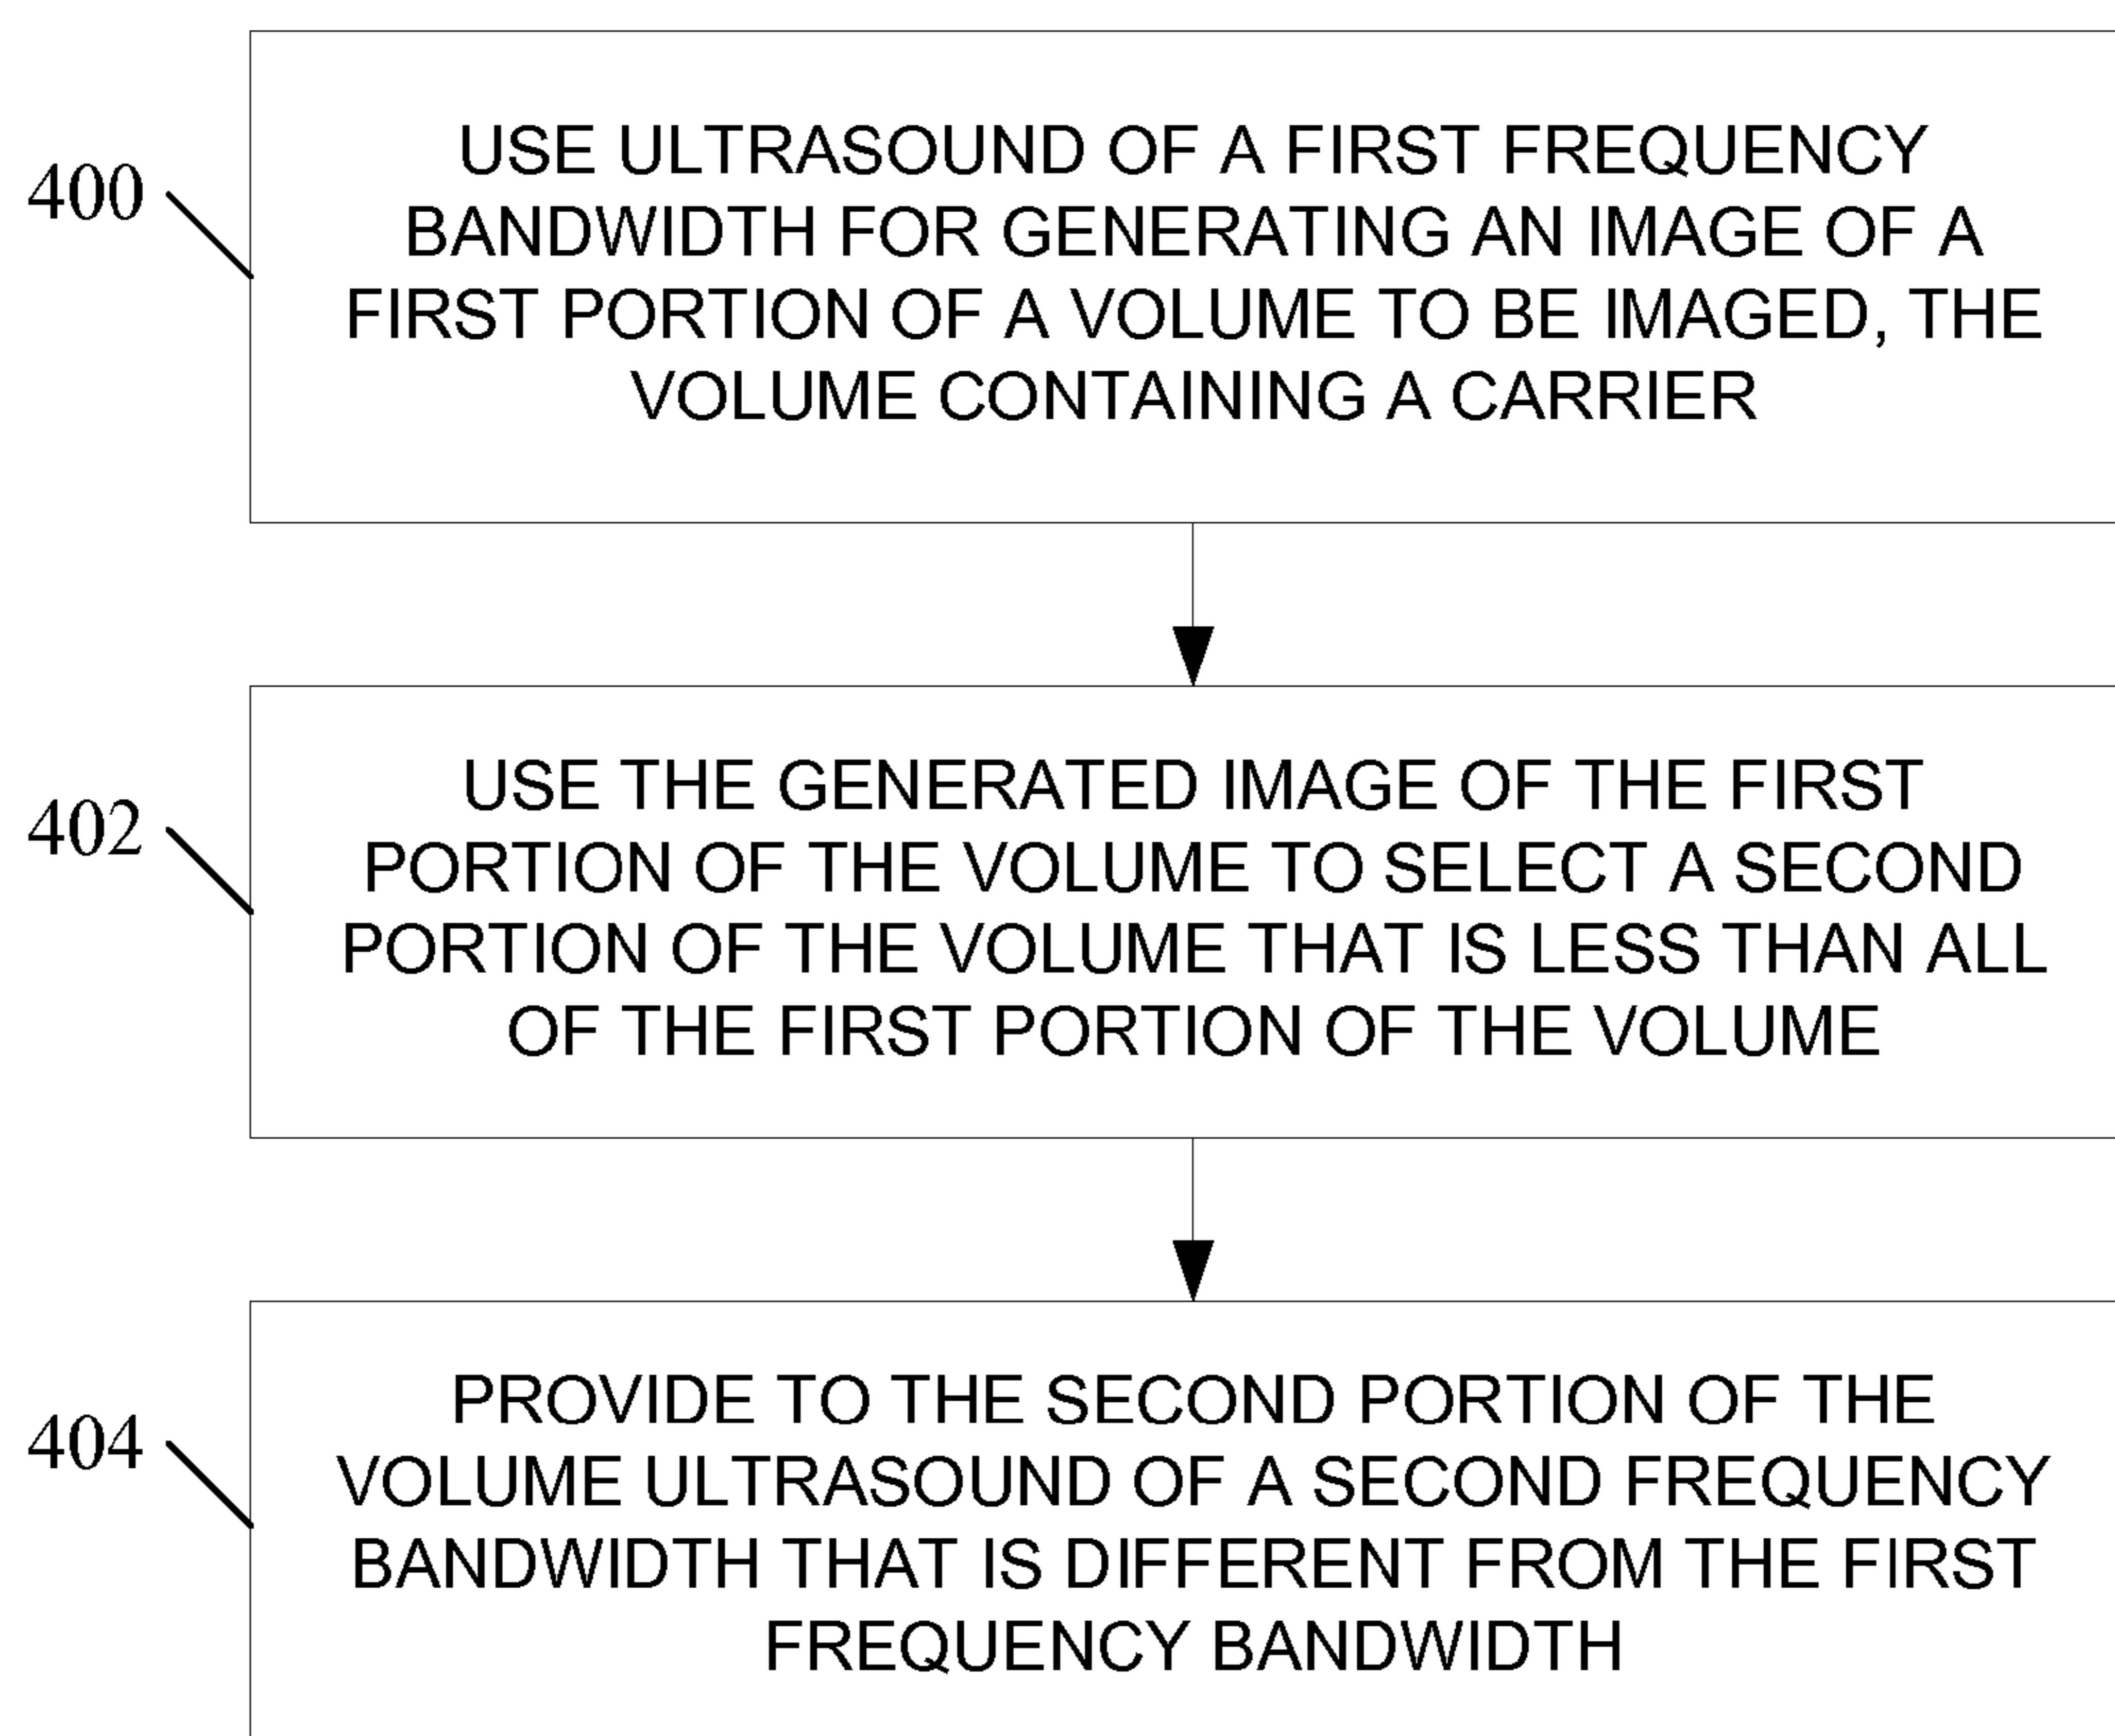 400
USE ULTRASOUND OF A FIRST FREQUENCY
BANDWIDTH FOR GENERATING AN IMAGE OF A
FIRST PORTION OF A VOLUME TO BE IMAGED, THE
VOLUME CONTAINING A CARRIER
402
USE THE GENERATED IMAGE OF THE FIRST
PORTION OF THE VOLUME TO SELECT A SECOND
PORTION OF THE VOLUME THAT IS LESS THAN ALL
OF THE FIRST PORTION OF THE VOLUME
404
PROVIDE TO THE SECOND PORTION OF THE
VOLUME ULTRASOUND OF A SECOND FREQUENCY
BANDWIDTH THAT IS DIFFERENT FROM THE FIRST
FREQUENCY BANDWIDTH